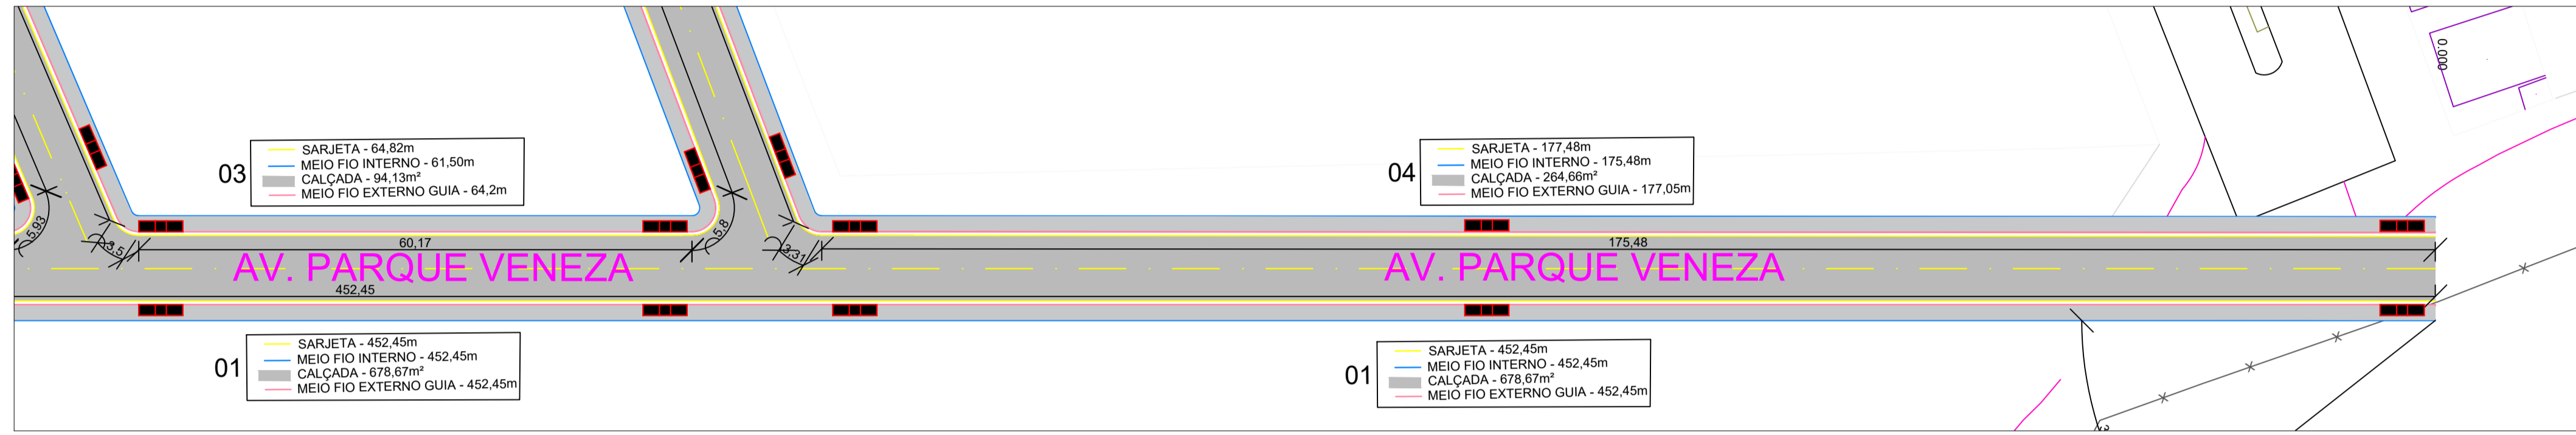 0.000
03
SARJETA - 64,82m
MEIO FIO INTERNO - 61,50m
CALÇADA - 94,13m²
MEIO FIO EXTERNO GUIA - 64,2m
04
SARJETA - 177,48m
MEIO FIO INTERNO - 175,48m
CALÇADA - 264,66m²
MEIO FIO EXTERNO GUIA - 177,05m
5,93
3,5
60,17
5,8
3,31
175,48
AV. PARQUE VENEZA
AV. PARQUE VENEZA
452,45
01
SARJETA - 452,45m
MEIO FIO INTERNO - 452,45m
CALÇADA - 678,67m²
MEIO FIO EXTERNO GUIA - 452,45m
01
SARJETA - 452,45m
MEIO FIO INTERNO - 452,45m
CALÇADA - 678,67m²
MEIO FIO EXTERNO GUIA - 452,45m